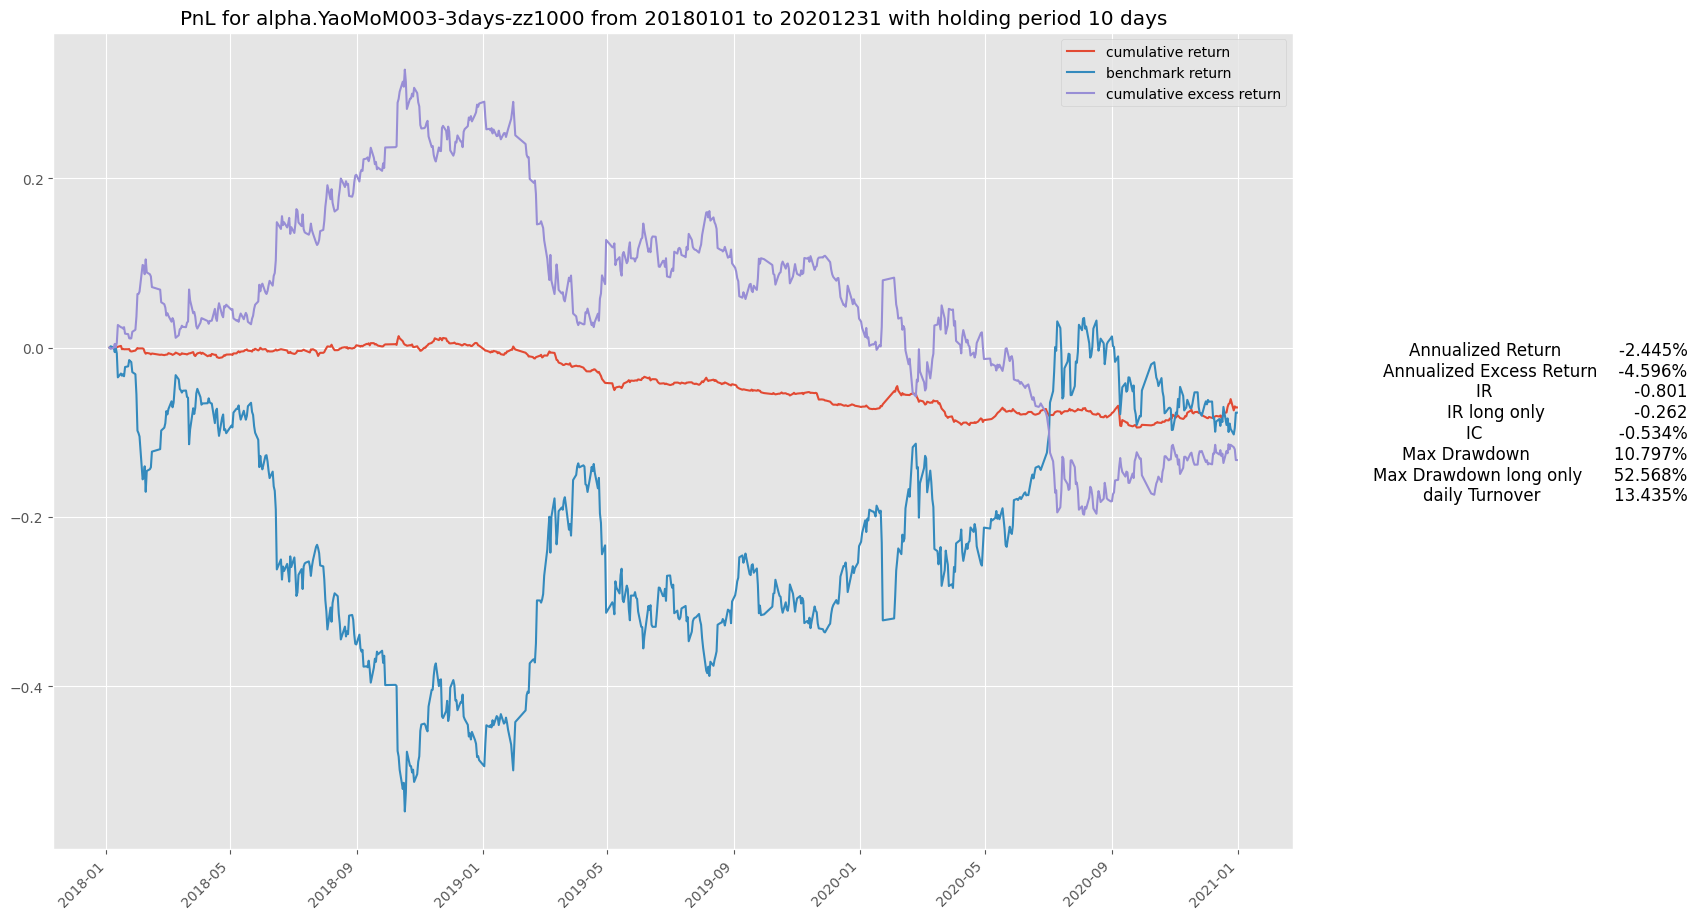 PnL for alpha.YaoMoM003-3days-zz1000 from 20180101 to 20201231 with holding period 10 days
cumulative return
benchmark return
cumulative excess return
0.2
0.0
−0.2
−0.4
Annualized Return -2.445%
Annualized Excess Return -4.596%
IR -0.801
IR long only -0.262
IC -0.534%
Max Drawdown 10.797%
Max Drawdown long only 52.568%
daily Turnover 13.435%
2018-01
2018-05
2018-09
2019-01
2019-05
2019-09
2020-01
2020-05
2020-09
2021-01